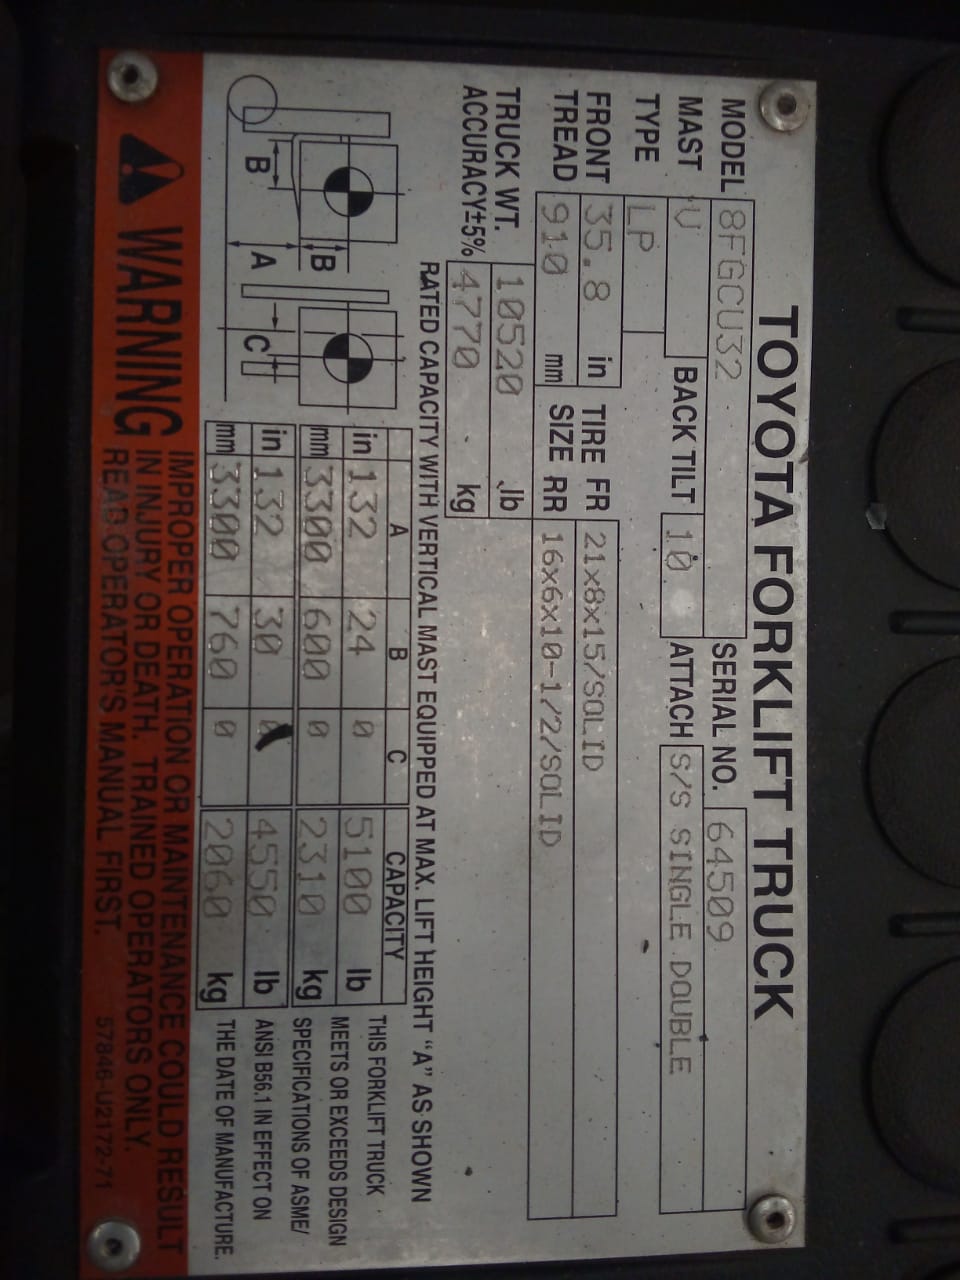 TOYOTA FORKLIFT TRUCK
MODEL 8FGCU32 SERIAL NO. 64509
MAST V BACK TILT 10 ATTACH S/S SINGLE DOUBLE
TYPE LP
FRONT 35.8 in TIRE FR 21x8x15/SOLID
TREAD 910 mm SIZE RR 16x6x10-1/2/SOLID
TRUCK WT. 10520 lb
ACCURACY±5% 4770 kg
RATED CAPACITY WITH VERTICAL MAST EQUIPPED AT MAX. LIFT HEIGHT "A" AS SHOWN
A B C CAPACITY
in 132 24 0 5100 lb
mm 3300 600 0 2310 kg
in 132 30 0 4550 lb
mm 3300 760 0 2060 kg
B B A C
THIS FORKLIFT TRUCK
MEETS OR EXCEEDS DESIGN
SPECIFICATIONS OF ASME/
ANSI B56.1 IN EFFECT ON
THE DATE OF MANUFACTURE.
WARNING
IMPROPER OPERATION OR MAINTENANCE COULD RESULT
IN INJURY OR DEATH. TRAINED OPERATORS ONLY.
READ OPERATOR'S MANUAL FIRST.
57846-U2172-71